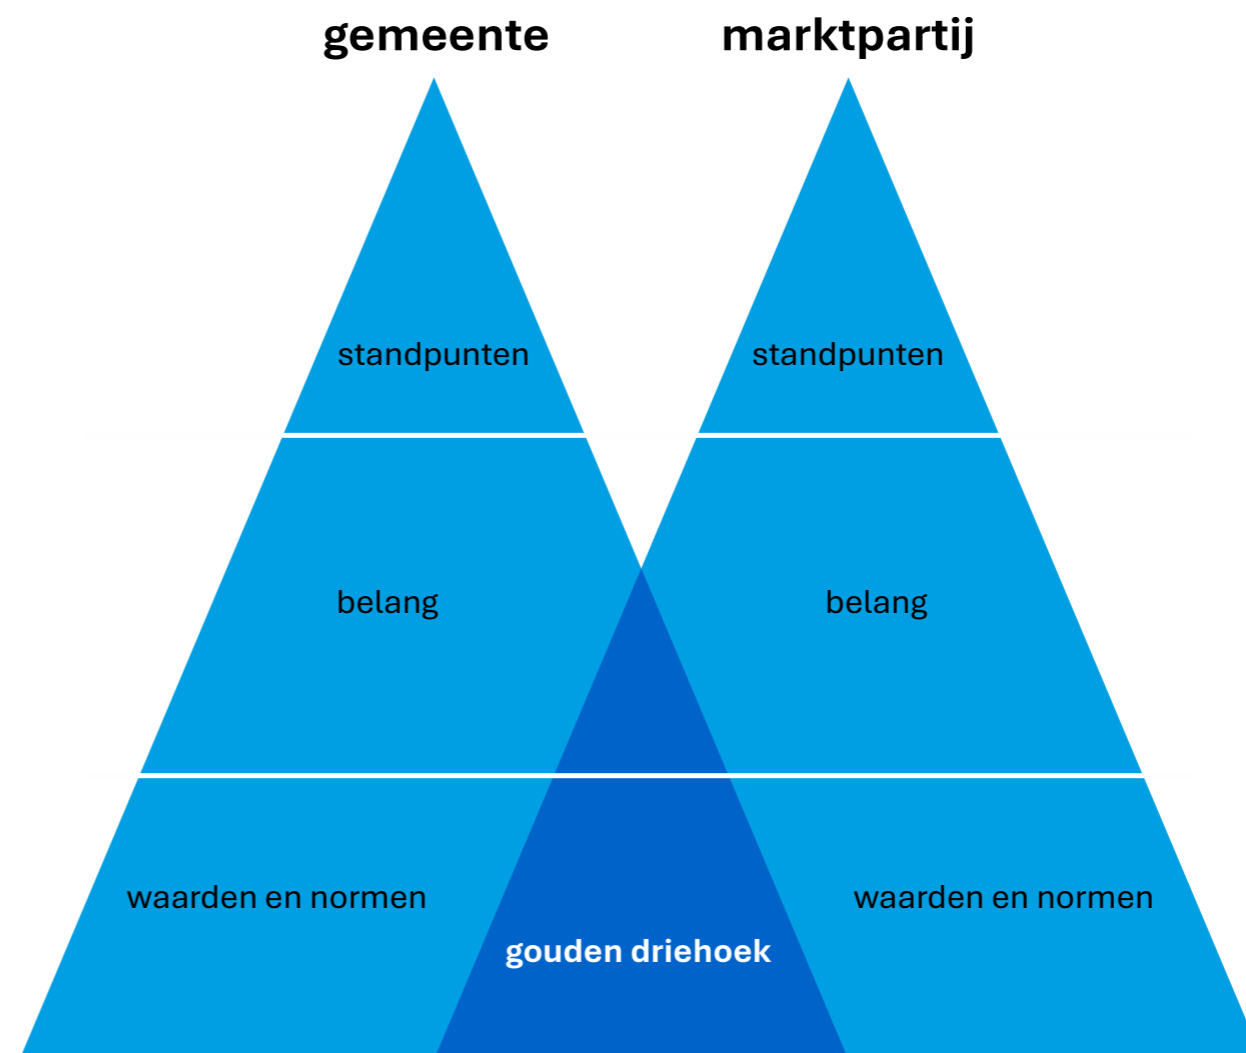 gemeente
marktpartij
standpunten
standpunten
belang
belang
waarden en normen
waarden en normen
gouden driehoek